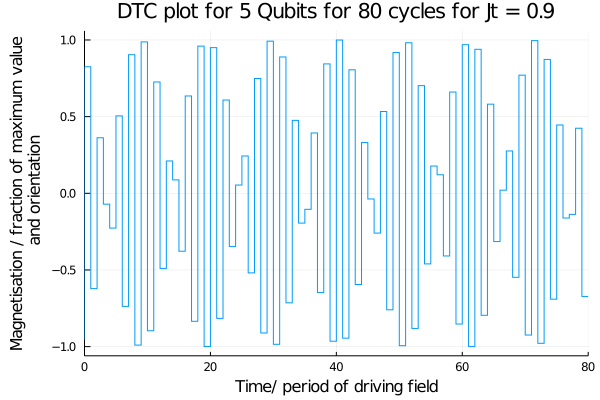 DTC plot for 5 Qubits for 80 cycles for Jt = 0.9
Magnetisation / fraction of maximum value
and orientation
1.0
0.5
0.0
−0.5
−1.0
0
20
40
60
80
Time/ period of driving field